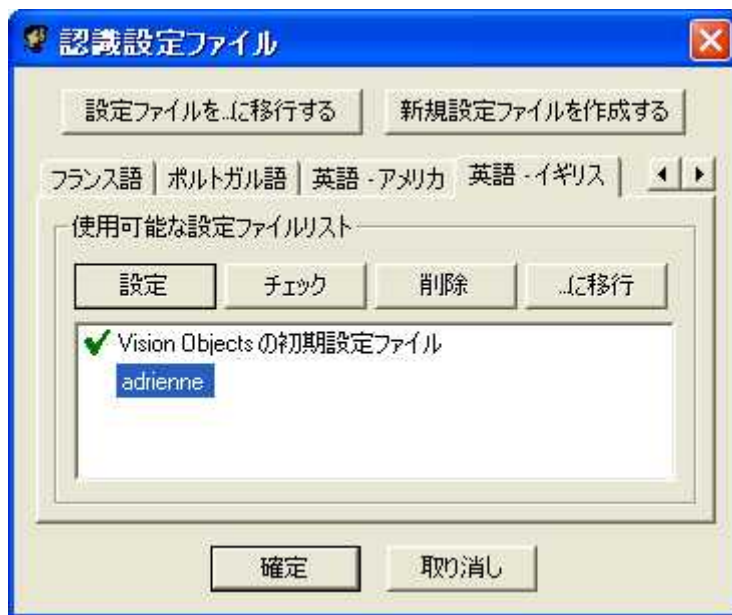 認識設定ファイル
設定ファイルを..に移行する 新規設定ファイルを作成する
フランス語 ポルトガル語 英語 - アメリカ 英語 - イギリス
使用可能な設定ファイルリスト
設定 チェック 削除 ..に移行
Vision Objects の初期設定ファイル
adrienne
確定 取り消し